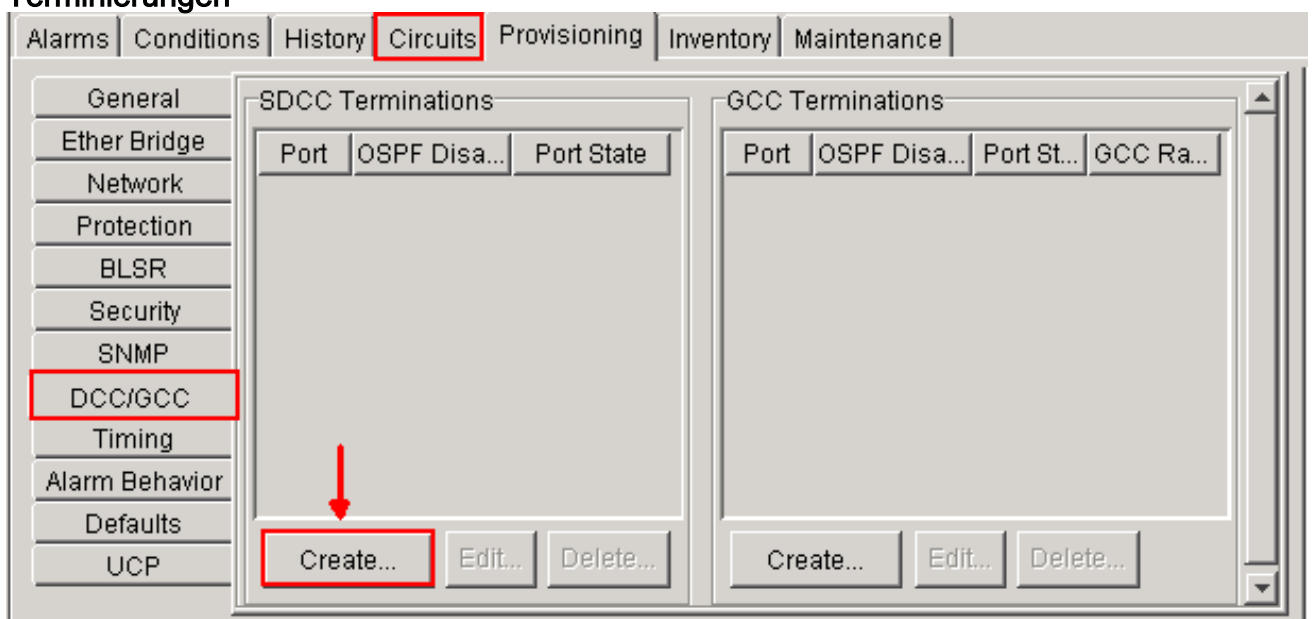 Terminierungen
Alarms Conditions History Circuits Provisioning Inventory Maintenance
General
Ether Bridge
Network
Protection
BLSR
Security
SNMP
DCC/GCC
Timing
Alarm Behavior
Defaults
UCP
SDCC Terminations
Port OSPF Disa... Port State
Create... Edit... Delete...
GCC Terminations
Port OSPF Disa... Port St... GCC Ra...
Create... Edit... Delete...